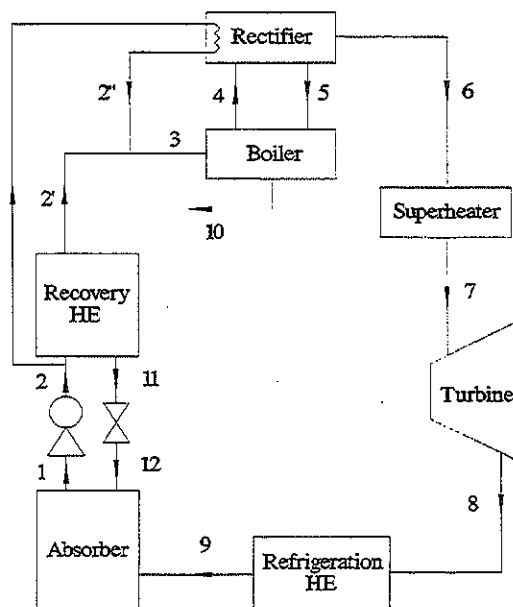 Rectifier
2"
4
5
6
3
Boiler
2'
10
Superheater
Recovery
HE
7
2
11
Turbine
1
12
8
Absorber
9
Refrigeration
HE